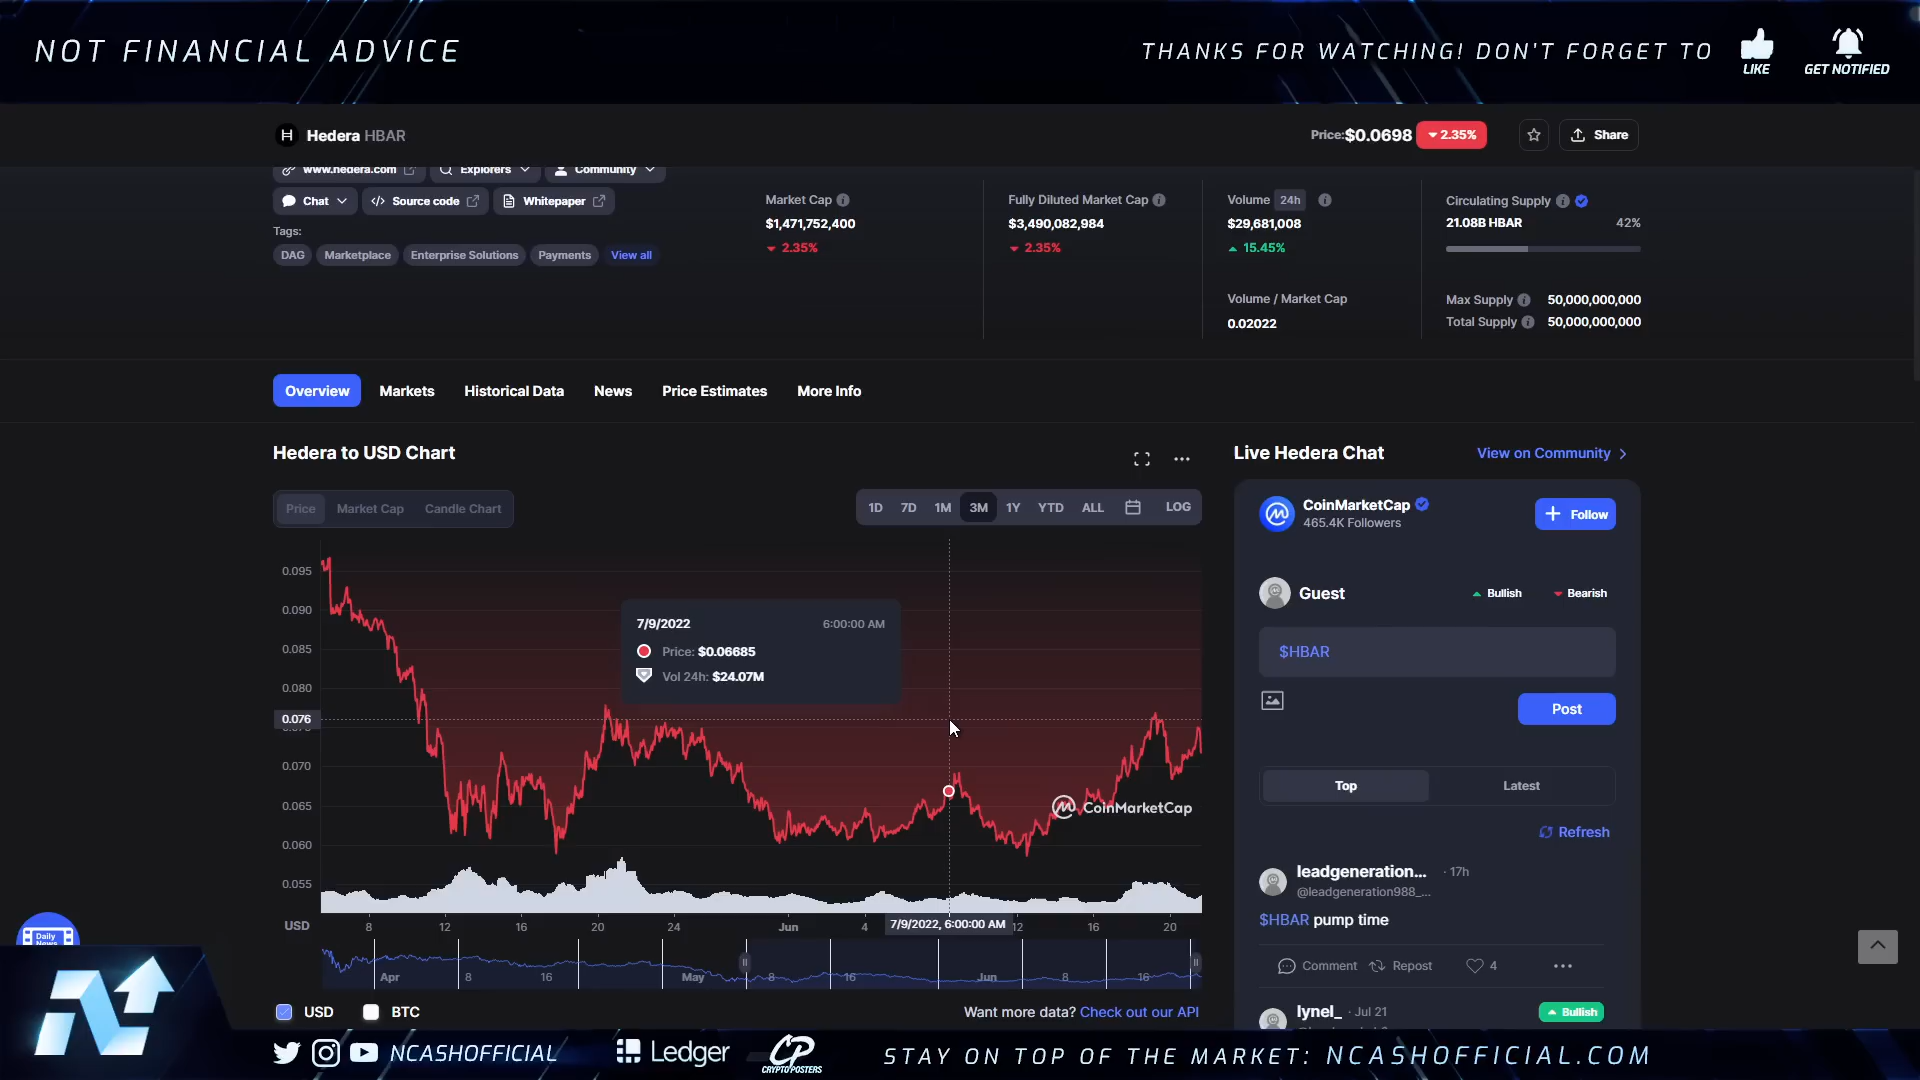 NOT FINANCIAL ADVICE
THANKS FOR WATCHING! DON'T FORGET TO
LIKE
GET NOTIFIED
Hedera HBAR
Price:$0.0698 2.35%
Share
www.hedera.com Explorers Community
Chat Source code Whitepaper
Tags:
DAG Marketplace Enterprise Solutions Payments View all
Market Cap
$1,471,752,400
2.35%
Fully Diluted Market Cap
$3,490,082,984
2.35%
Volume 24h
$29,681,008
15.45%
Volume / Market Cap
0.02022
Circulating Supply
21.08B HBAR 42%
Max Supply 50,000,000,000
Total Supply 50,000,000,000
Overview Markets Historical Data News Price Estimates More Info
Hedera to USD Chart
Price Market Cap Candle Chart
1D 7D 1M 3M 1Y YTD ALL LOG
0.095
0.090
0.085
0.080
0.076
0.075
0.070
0.065
0.060
0.055
7/9/2022 6:00:00 AM
Price: $0.06685
Vol 24h: $24.07M
CoinMarketCap
USD 8 12 16 20 24 Jun 4 7/9/2022, 6:00:00 AM 12 16 20
Apr 8 16 May 8 16 Jun 8 16
USD BTC
Want more data? Check out our API
Live Hedera Chat
View on Community
CoinMarketCap
465.4K Followers
Follow
Guest
Bullish Bearish
$HBAR
Post
Top Latest
Refresh
leadgeneration... · 17h
@leadgeneration988_...
$HBAR pump time
Comment Repost 4
lynel_ · Jul 21
Bullish
Daily
News
NCASHOFFICIAL
Ledger
CP
CRYPTOPOSTERS
STAY ON TOP OF THE MARKET: NCASHOFFICIAL.COM